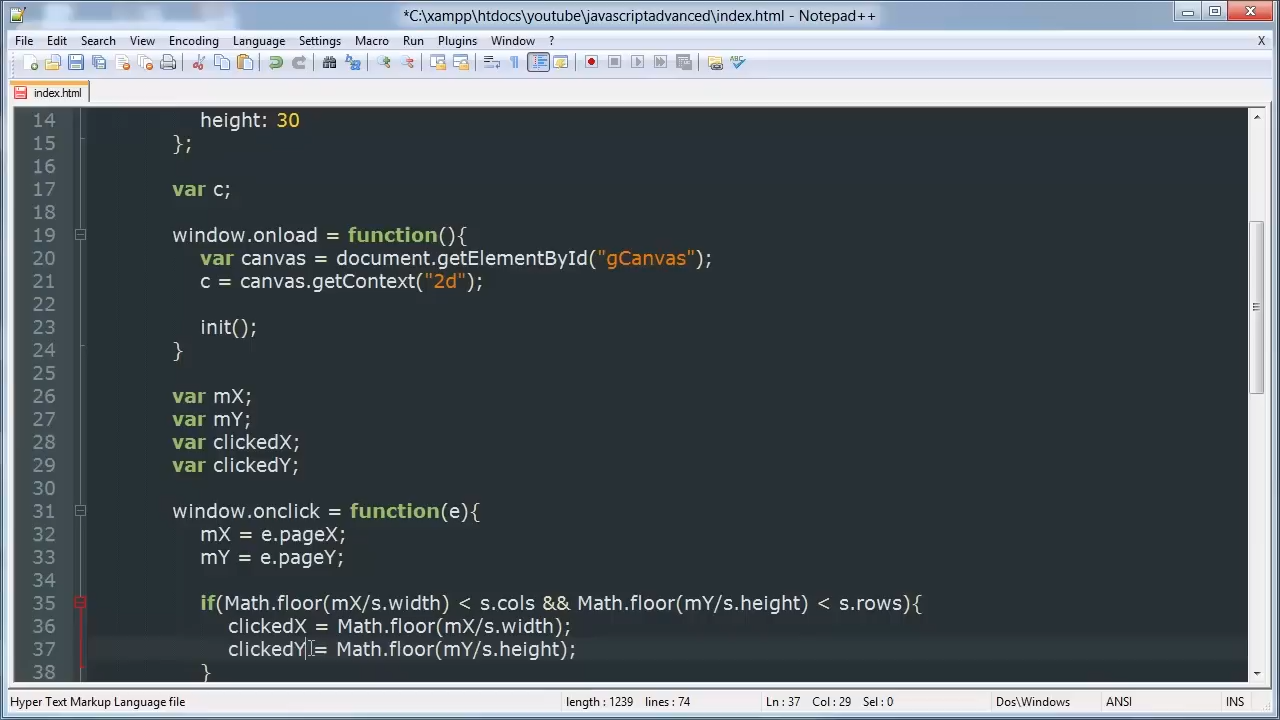 *C:\xampp\htdocs\youtube\javascriptadvanced\index.html - Notepad++
File Edit Search View Encoding Language Settings Macro Run Plugins Window ? X
index.html
14 height: 30
15 };
16
17 var c;
18
19 window.onload = function(){
20 var canvas = document.getElementById("gCanvas");
21 c = canvas.getContext("2d");
22
23 init();
24 }
25
26 var mX;
27 var mY;
28 var clickedX;
29 var clickedY;
30
31 window.onclick = function(e){
32 mX = e.pageX;
33 mY = e.pageY;
34
35 if(Math.floor(mX/s.width) < s.cols && Math.floor(mY/s.height) < s.rows){
36 clickedX = Math.floor(mX/s.width);
37 clickedY = Math.floor(mY/s.height);
38 }
Hyper Text Markup Language file length : 1239 lines : 74 Ln : 37 Col : 29 Sel : 0 Dos\Windows ANSI INS